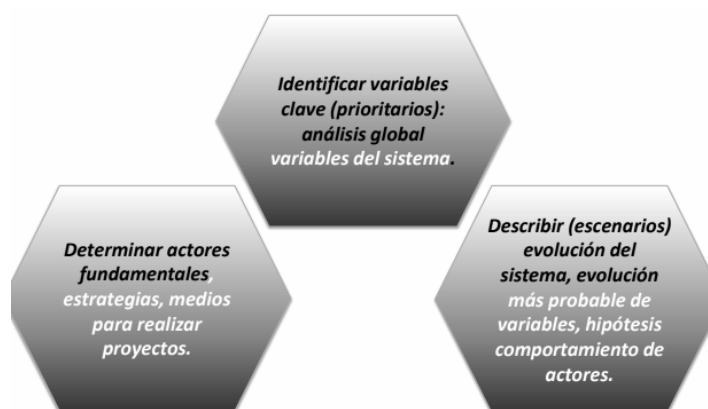 Identificar variables
clave (prioritarios):
análisis global
variables del sistema.
Determinar actores
fundamentales,
estrategias, medios
para realizar
proyectos.
Describir (escenarios)
evolución del
sistema, evolución
más probable de
variables, hipótesis
comportamiento de
actores.